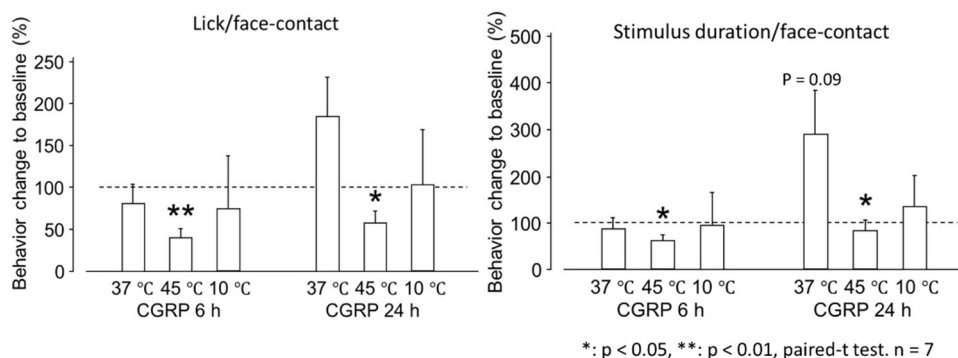 Lick/face-contact
Behavior change to baseline (%)
250
200
150
100
50
0
**
*
37 °C 45 °C 10 °C 37 °C 45 °C 10 °C
CGRP 6 h CGRP 24 h
Stimulus duration/face-contact
Behavior change to baseline (%)
500
400
300
200
100
0
P = 0.09
*
*
37 °C 45 °C 10 °C 37 °C 45 °C 10 °C
CGRP 6 h CGRP 24 h
*: p < 0.05, **: p < 0.01, paired-t test. n = 7